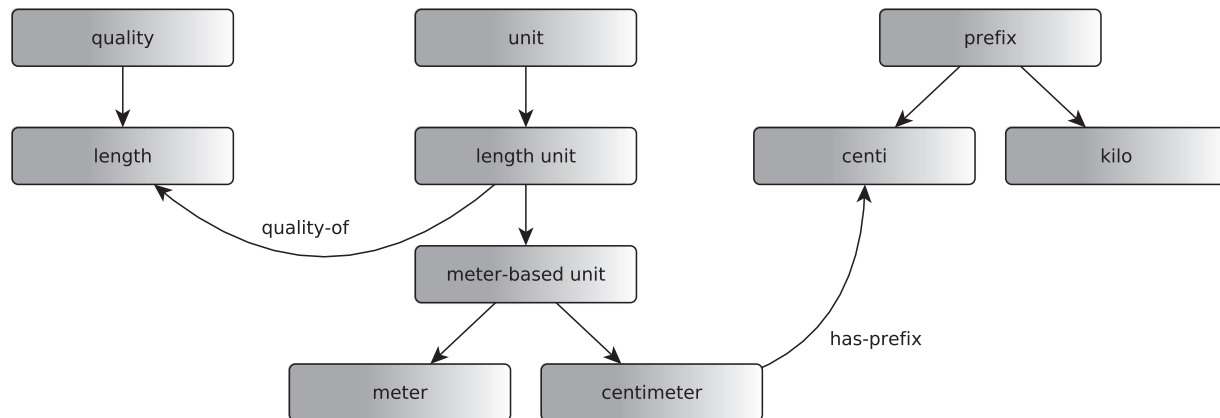 quality
unit
prefix
length
length unit
centi
kilo
quality-of
meter-based unit
has-prefix
meter
centimeter